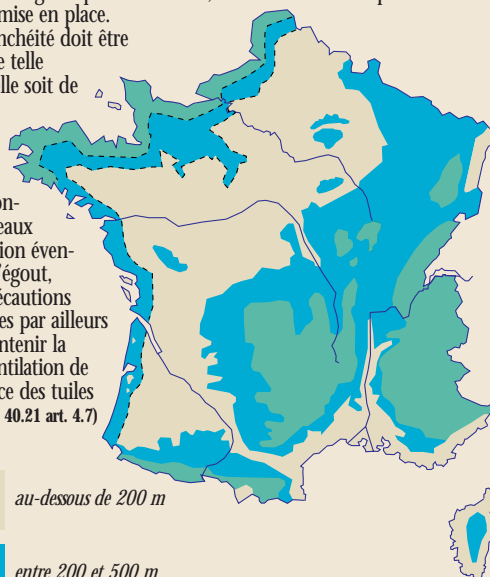 mise en place.
nchéité doit être
e telle
lle soit de
on-
eaux
ion éven-
'égout,
écautions
es par ailleurs
ntenir la
ntilation de
ce des tuiles
40.21 art. 4.7)
au-dessous de 200 m
entre 200 et 500 m